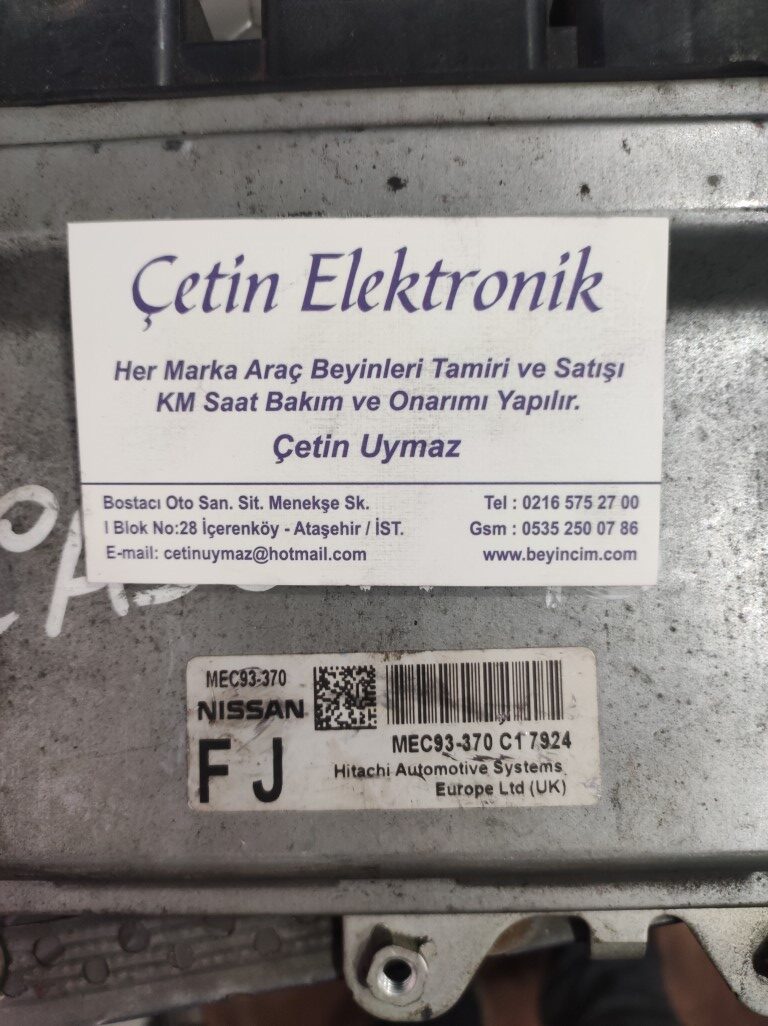 Çetin Elektronik
Her Marka Araç Beyinleri Tamiri ve Satışı
KM Saat Bakım ve Onarımı Yapılır.
Çetin Uymaz
Bostacı Oto San. Sit. Menekşe Sk.
I Blok No:28 İçerenköy - Ataşehir / İST.
E-mail: cetinuymaz@hotmail.com
Tel : 0216 575 27 00
Gsm : 0535 250 07 86
www.beyincim.com
MEC93-370
NISSAN
F J
MEC93-370 C1 7924
Hitachi Automotive Systems
Europe Ltd (UK)